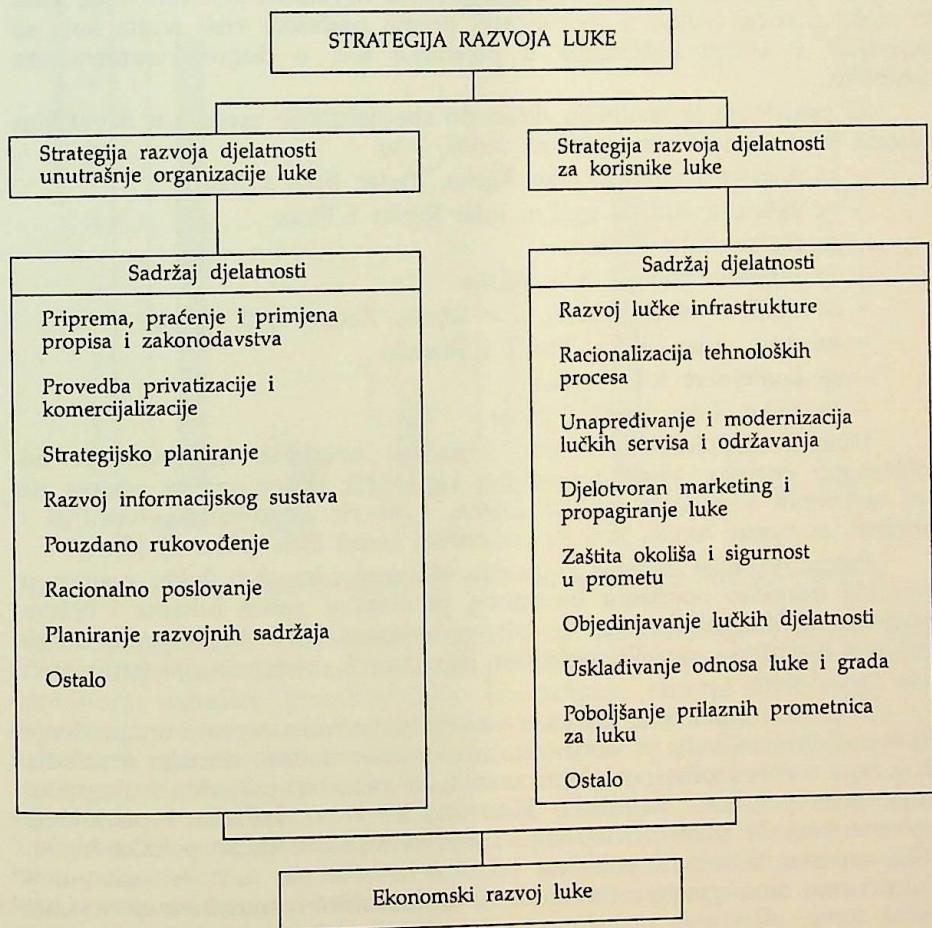 STRATEGIJA RAZVOJA LUKE
Strategija razvoja djelatnosti
unutrašnje organizacije luke
Strategija razvoja djelatnosti
za korisnike luke
Sadržaj djelatnosti
Priprema, praćenje i primjena
propisa i zakonodavstva
Provedba privatizacije i
komercijalizacije
Strategijsko planiranje
Razvoj informacijskog sustava
Pouzdano rukovođenje
Racionalno poslovanje
Planiranje razvojnih sadržaja
Ostalo
Sadržaj djelatnosti
Razvoj lučke infrastrukture
Racionalizacija tehnoloških
procesa
Unapređivanje i modernizacija
lučkih servisa i održavanja
Djelotvoran marketing i
propagiranje luke
Zaštita okoliša i sigurnost
u prometu
Objedinjavanje lučkih djelatnosti
Usklađivanje odnosa luke i grada
Poboljšanje prilaznih prometnica
za luku
Ostalo
Ekonomski razvoj luke